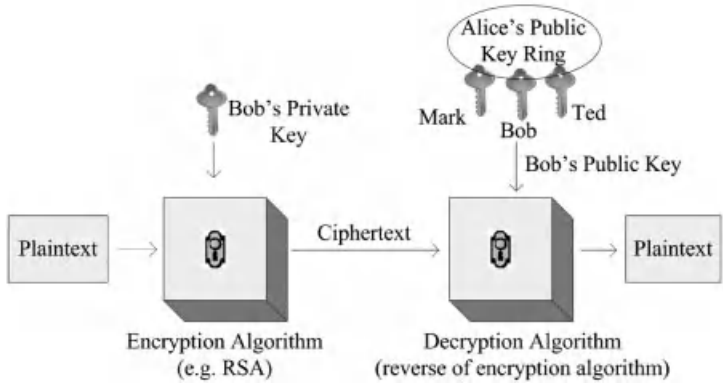 Alice's Public
Key Ring
Bob's Private
Key
Mark
Ted
Bob
Bob's Public Key
Plaintext
Ciphertext
Plaintext
Encryption Algorithm
(e.g. RSA)
Decryption Algorithm
(reverse of encryption algorithm)